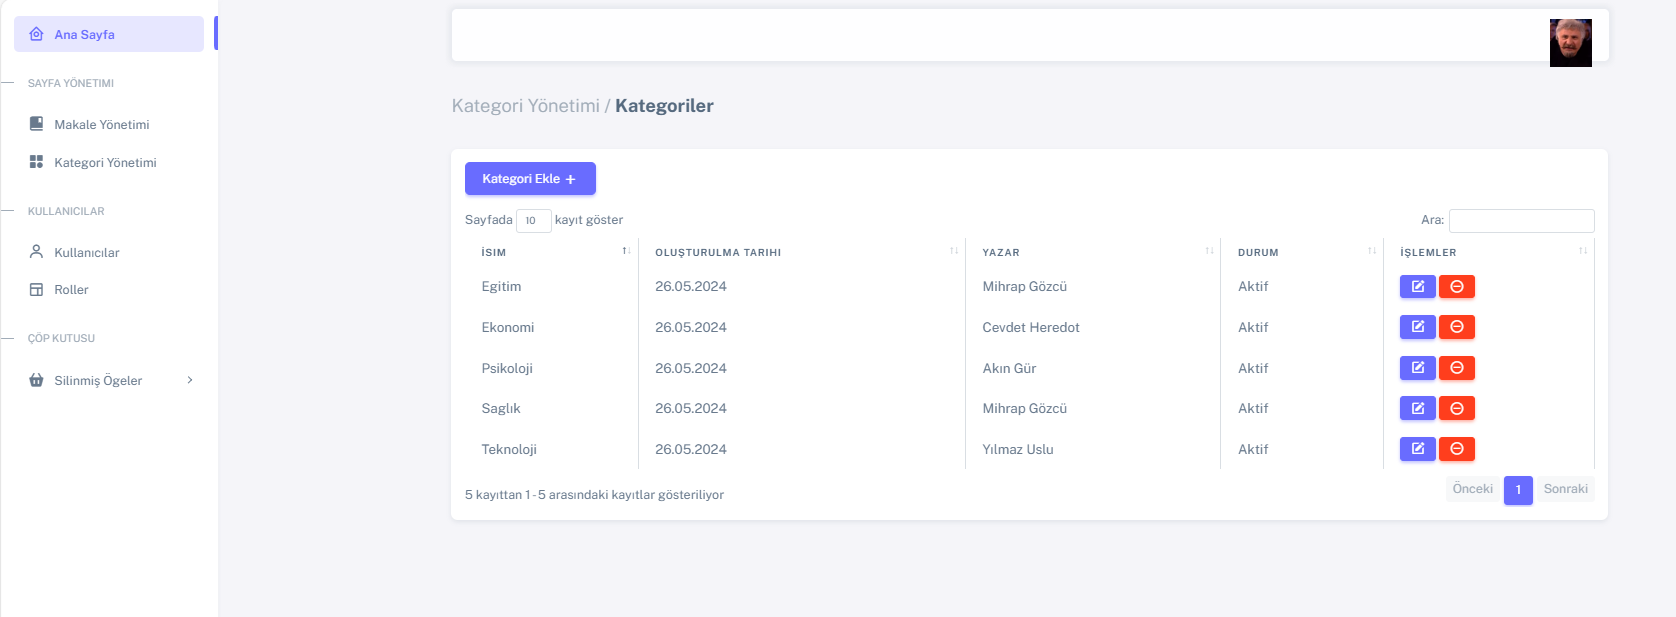 Ana Sayfa
SAYFA YÖNETIMI
Makale Yönetimi
Kategori Yönetimi
KULLANICILAR
Kullanıcılar
Roller
ÇÖP KUTUSU
Silinmiş Ögeler
Kategori Yönetimi / Kategoriler
Kategori Ekle +
Sayfada 10 kayıt göster
Ara:
İSIM OLUŞTURULMA TARIHI YAZAR DURUM İŞLEMLER
Egitim 26.05.2024 Mihrap Gözcü Aktif
Ekonomi 26.05.2024 Cevdet Heredot Aktif
Psikoloji 26.05.2024 Akın Gür Aktif
Saglık 26.05.2024 Mihrap Gözcü Aktif
Teknoloji 26.05.2024 Yılmaz Uslu Aktif
5 kayıttan 1 - 5 arasındaki kayıtlar gösteriliyor
Önceki 1 Sonraki